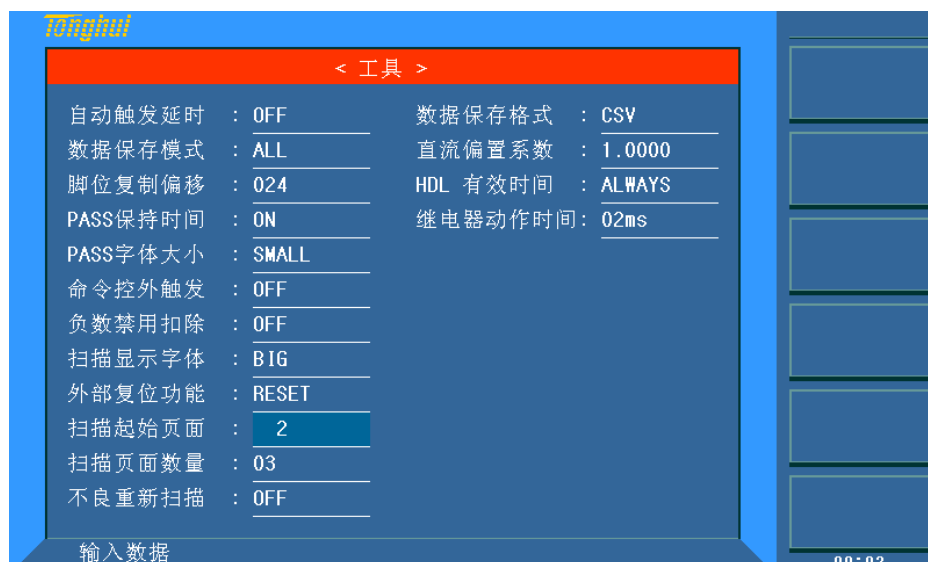 Tonghui
< 工具 >
自动触发延时 : OFF
数据保存模式 : ALL
脚位复制偏移 : 024
PASS保持时间 : ON
PASS字体大小 : SMALL
命令控外触发 : OFF
负数禁用扣除 : OFF
扫描显示字体 : BIG
外部复位功能 : RESET
扫描起始页面 : 2
扫描页面数量 : 03
不良重新扫描 : OFF
数据保存格式 : CSV
直流偏置系数 : 1.0000
HDL 有效时间 : ALWAYS
继电器动作时间: 02ms
输入数据